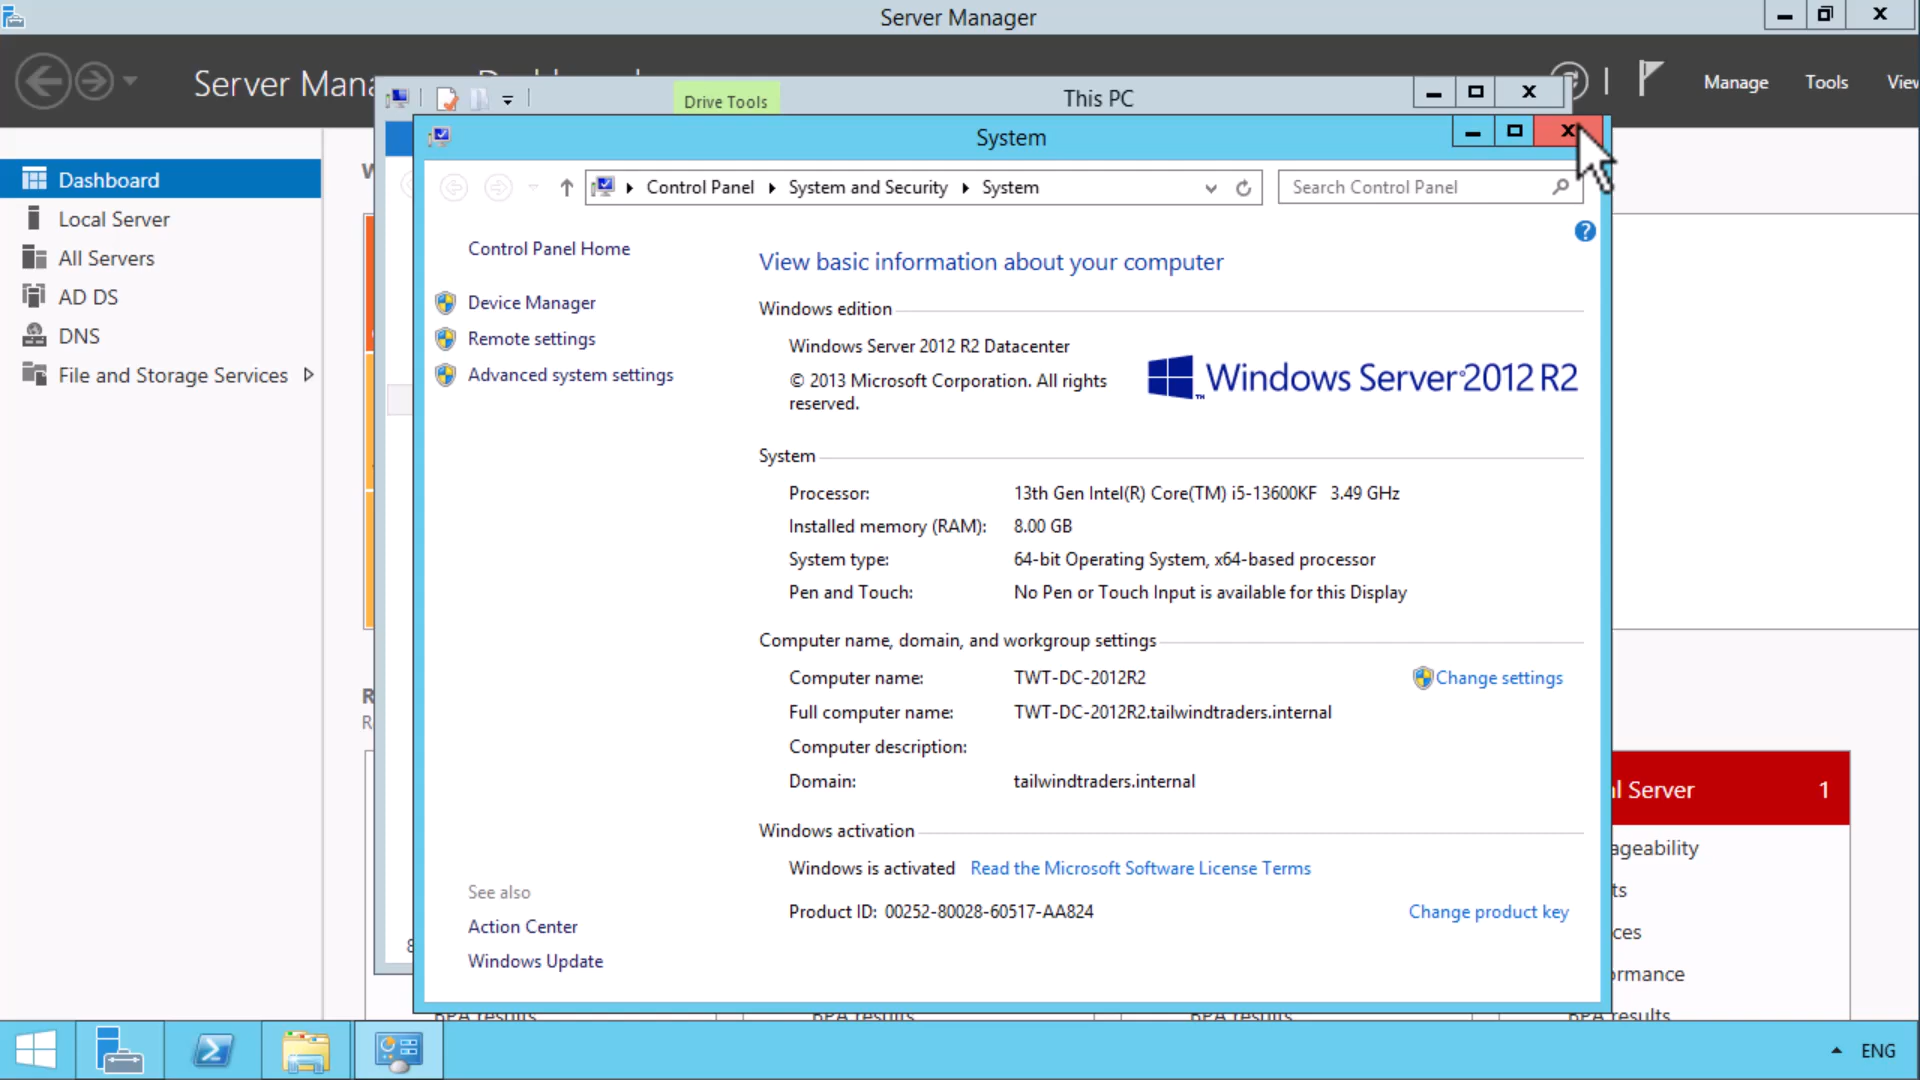 Server Manager
Manage Tools
Drive Tools
This PC
System
Control Panel System and Security System
Search Control Panel
Dashboard
Local Server
All Servers
AD DS
DNS
File and Storage Services
Control Panel Home
Device Manager
Remote settings
Advanced system settings
See also
Action Center
Windows Update
View basic information about your computer
Windows edition
Windows Server 2012 R2 Datacenter
© 2013 Microsoft Corporation. All rights
reserved.
Windows Server 2012 R2
System
Processor: 13th Gen Intel(R) Core(TM) i5-13600KF 3.49 GHz
Installed memory (RAM): 8.00 GB
System type: 64-bit Operating System, x64-based processor
Pen and Touch: No Pen or Touch Input is available for this Display
Computer name, domain, and workgroup settings
Computer name: TWT-DC-2012R2 Change settings
Full computer name: TWT-DC-2012R2.tailwindtraders.internal
Computer description:
Domain: tailwindtraders.internal
Windows activation
Windows is activated Read the Microsoft Software License Terms
Product ID: 00252-80028-60517-AA824 Change product key
Server 1
BPA results BPA results BPA results BPA results
ENG